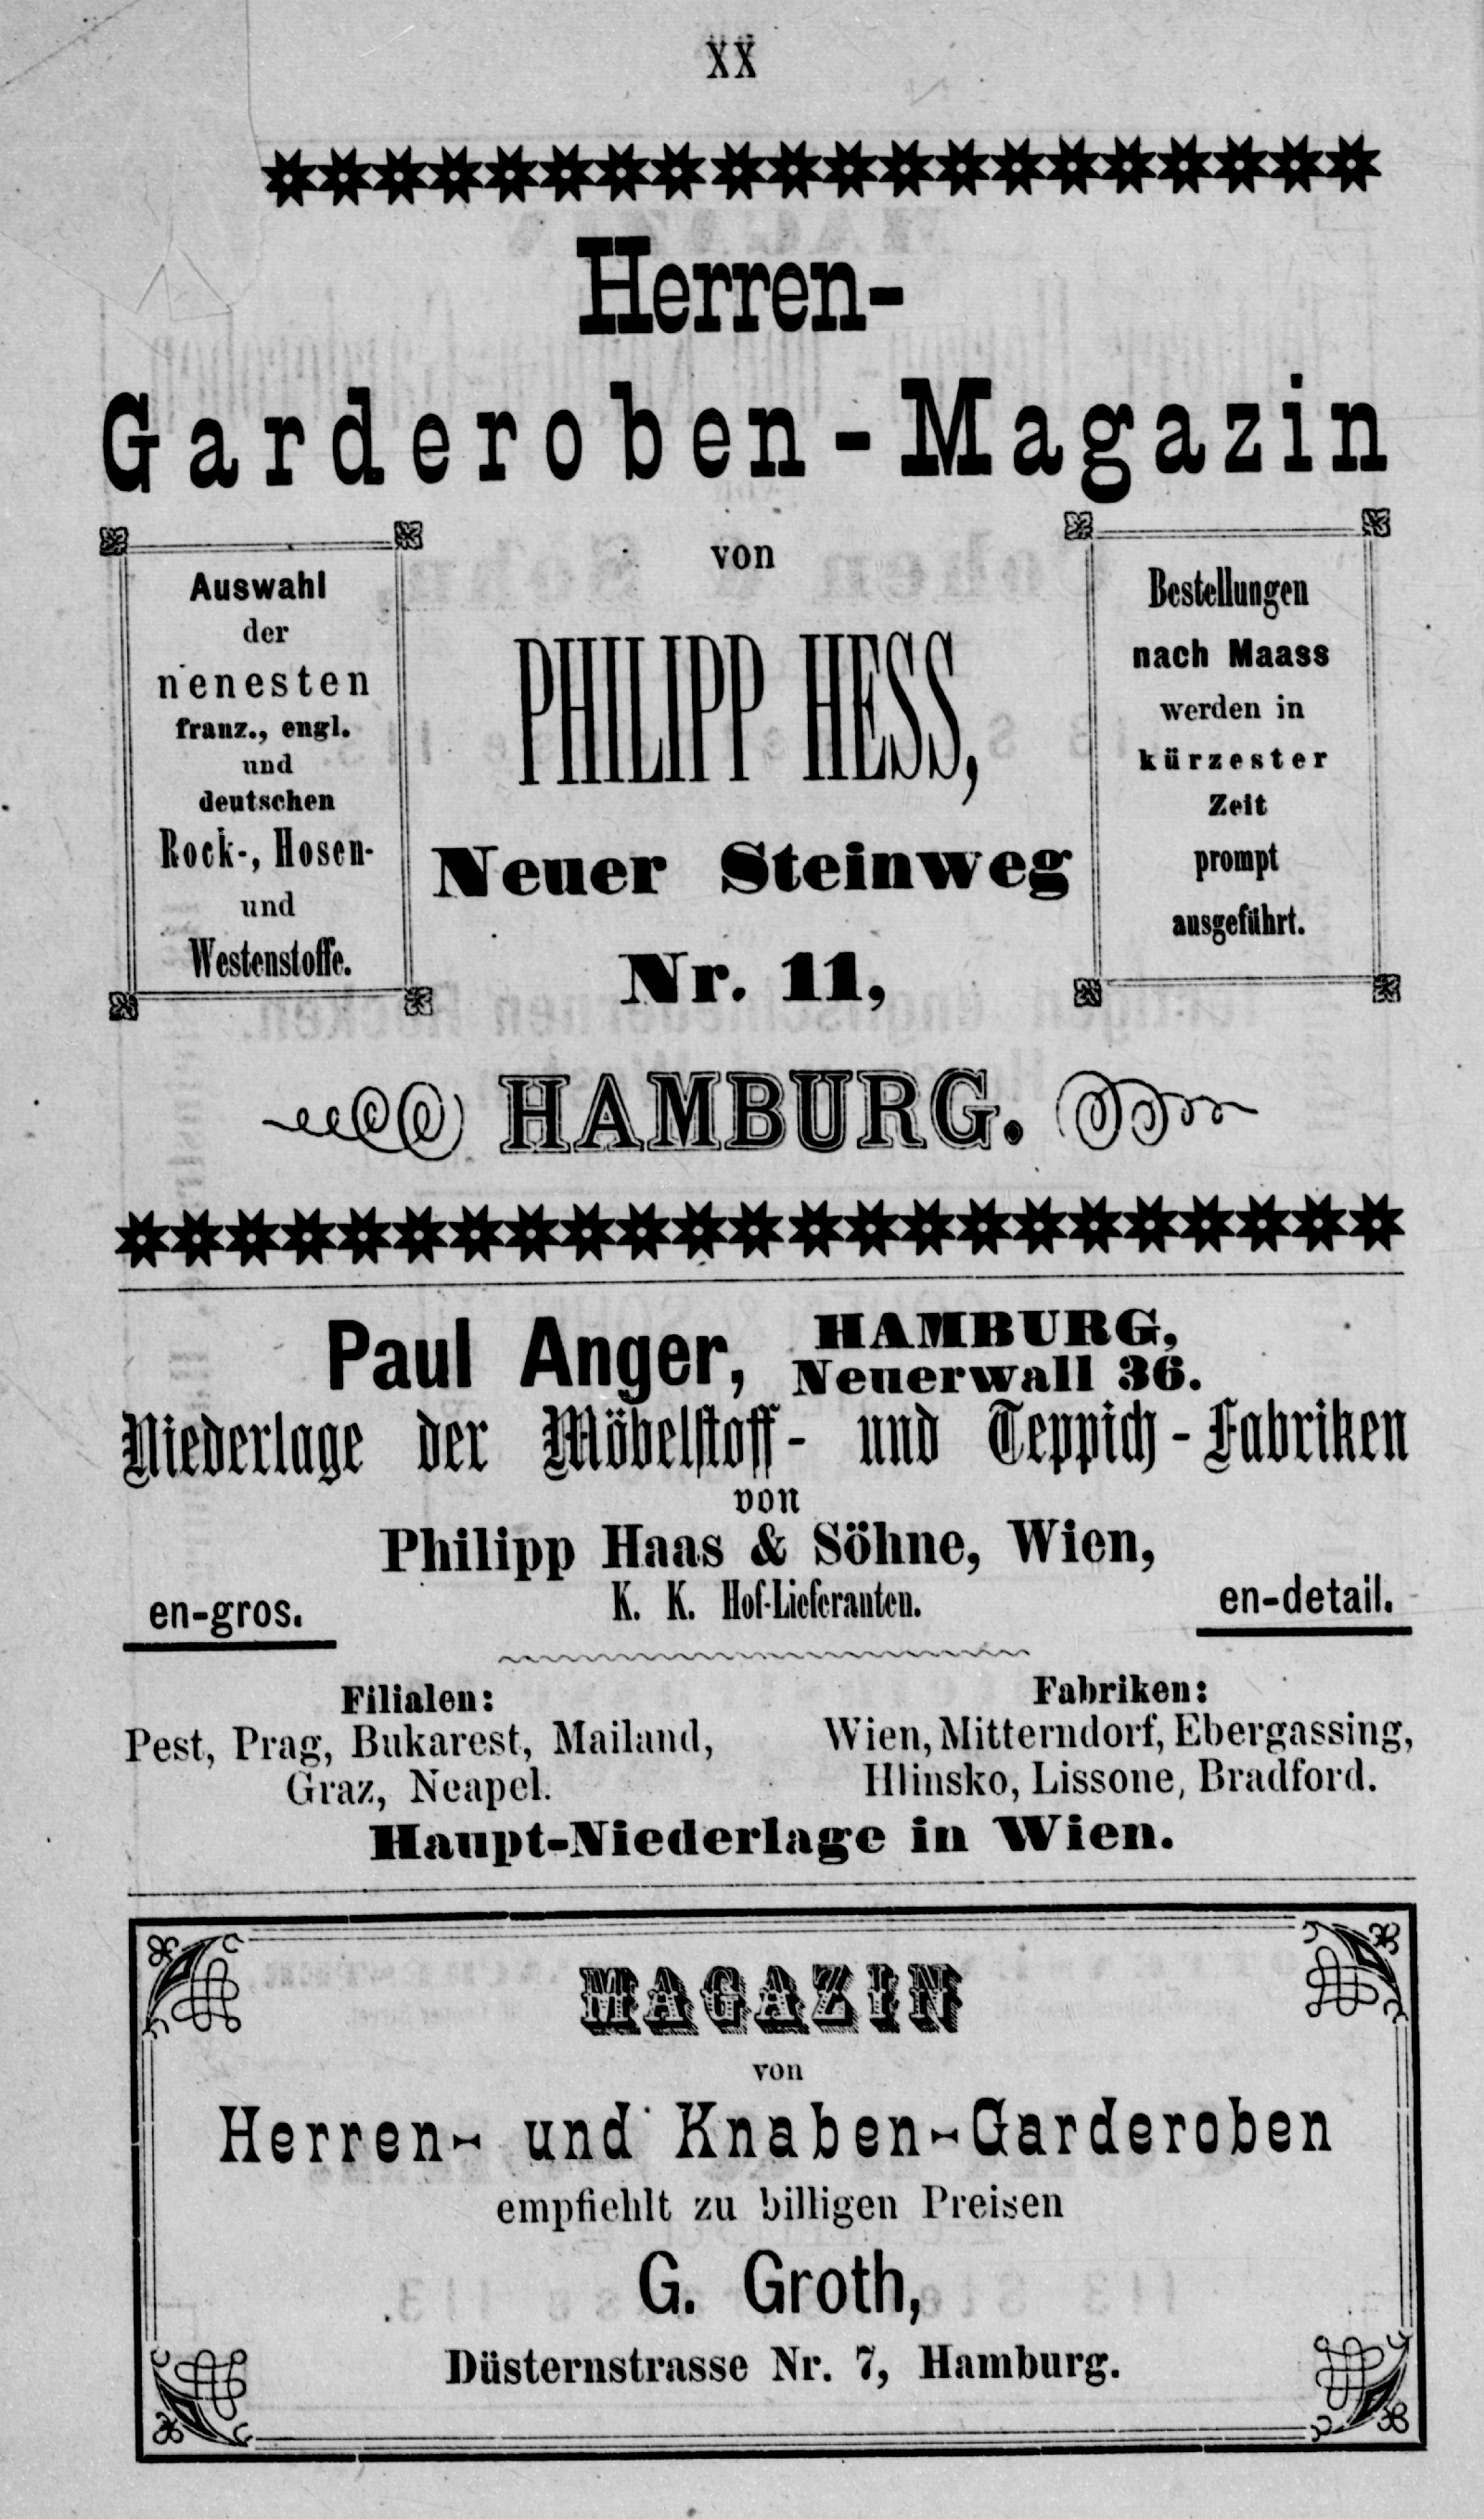 XX
Herren-
Garderoben-Magazin
von
PHILIPP HESS,
Neuer Steinweg
Nr. 11,
HAMBURG.
Auswahl
der
neuesten
franz., engl.
und
deutschen
Rock-, Hosen-
und
Westenstoffe.
Bestellungen
nach Maass
werden in
kürzester
Zeit
prompt
ausgeführt.
Paul Anger, HAMBURG,
Neuerwall 36.
Niederlage der Möbelstoff- und Teppich-Fabriken
von
Philipp Haas & Söhne, Wien,
K. K. Hof-Lieferanten.
en-gros.
en-detail.
Filialen:
Pest, Prag, Bukarest, Mailand,
Graz, Neapel.
Fabriken:
Wien, Mitterndorf, Ebergassing,
Hlinsko, Lissone, Bradford.
Haupt-Niederlage in Wien.
MAGAZIN
von
Herren- und Knaben-Garderoben
empfiehlt zu billigen Preisen
G. Groth,
Düsternstrasse Nr. 7, Hamburg.